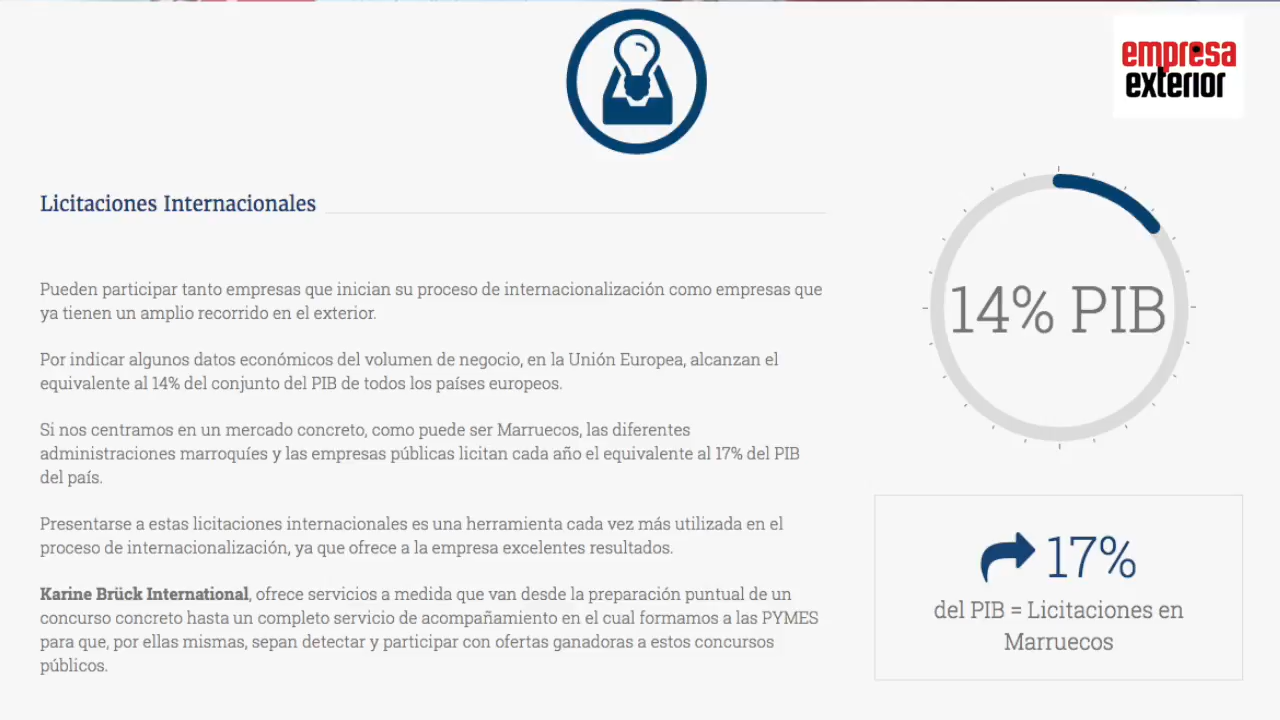 empresa
exterior
Licitaciones Internacionales
Pueden participar tanto empresas que inician su proceso de internacionalización como empresas que
ya tienen un amplio recorrido en el exterior.
Por indicar algunos datos económicos del volumen de negocio, en la Unión Europea, alcanzan el
equivalente al 14% del conjunto del PIB de todos los países europeos.
Si nos centramos en un mercado concreto, como puede ser Marruecos, las diferentes
administraciones marroquíes y las empresas públicas licitan cada año el equivalente al 17% del PIB
del país.
Presentarse a estas licitaciones internacionales es una herramienta cada vez más utilizada en el
proceso de internacionalización, ya que ofrece a la empresa excelentes resultados.
Karine Brück International, ofrece servicios a medida que van desde la preparación puntual de un
concurso concreto hasta un completo servicio de acompañamiento en el cual formamos a las PYMES
para que, por ellas mismas, sepan detectar y participar con ofertas ganadoras a estos concursos
públicos.
14% PIB
17%
del PIB = Licitaciones en
Marruecos